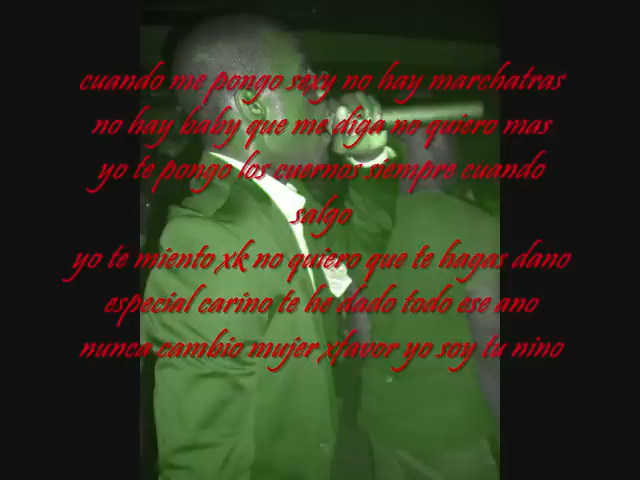 cuando me pongo sexy no hay marchatras
no hay baby que me diga no quiero mas
yo te pongo los cuernos siempre cuando
salgo
yo te miento xk no quiero que te hagas dano
especial carino te he dado todo ese ano
nunca cambio mujer xfavor yo soy tu nino